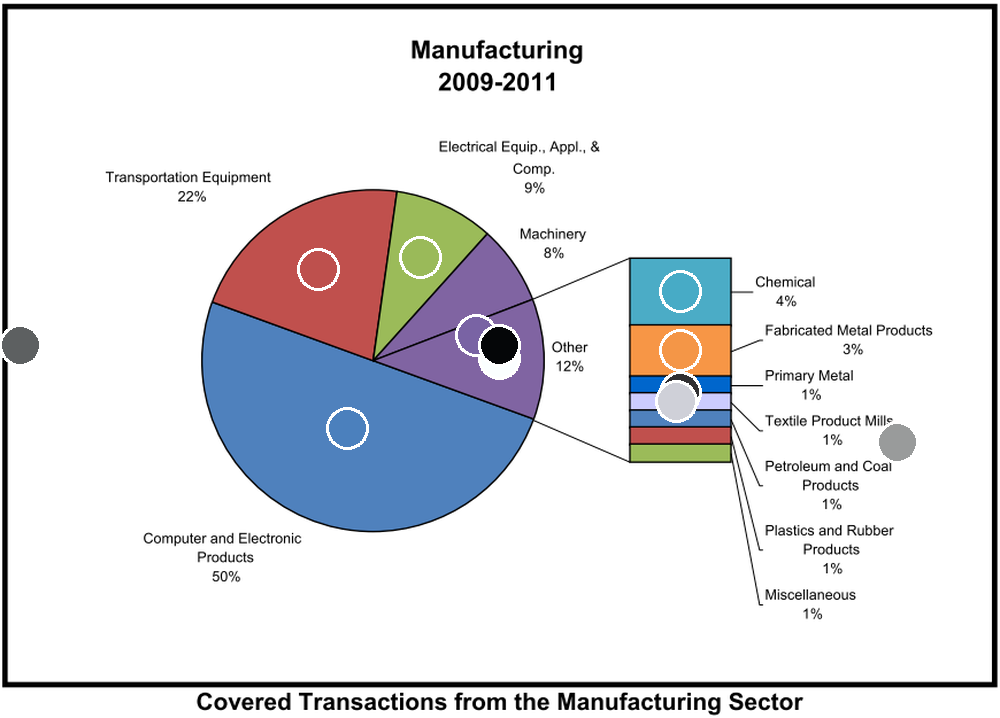 Manufacturing
2009-2011
Electrical Equip., Appl., &
Comp.
9%
Transportation Equipment
22%
Machinery
8%
Other
12%
Computer and Electronic
Products
50%
Chemical
4%
Fabricated Metal Products
3%
Primary Metal
1%
Textile Product Mills
1%
Petroleum and Coal
Products
1%
Plastics and Rubber
Products
1%
Miscellaneous
1%
Covered Transactions from the Manufacturing Sector